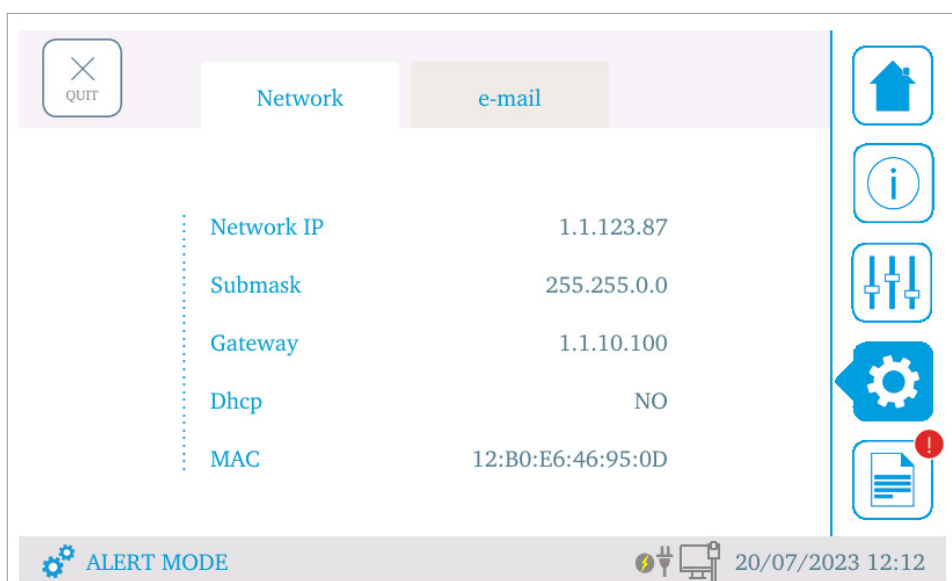 QUIT
Network
e-mail
Network IP 1.1.123.87
Submask 255.255.0.0
Gateway 1.1.10.100
Dhcp NO
MAC 12:B0:E6:46:95:0D
ALERT MODE 20/07/2023 12:12